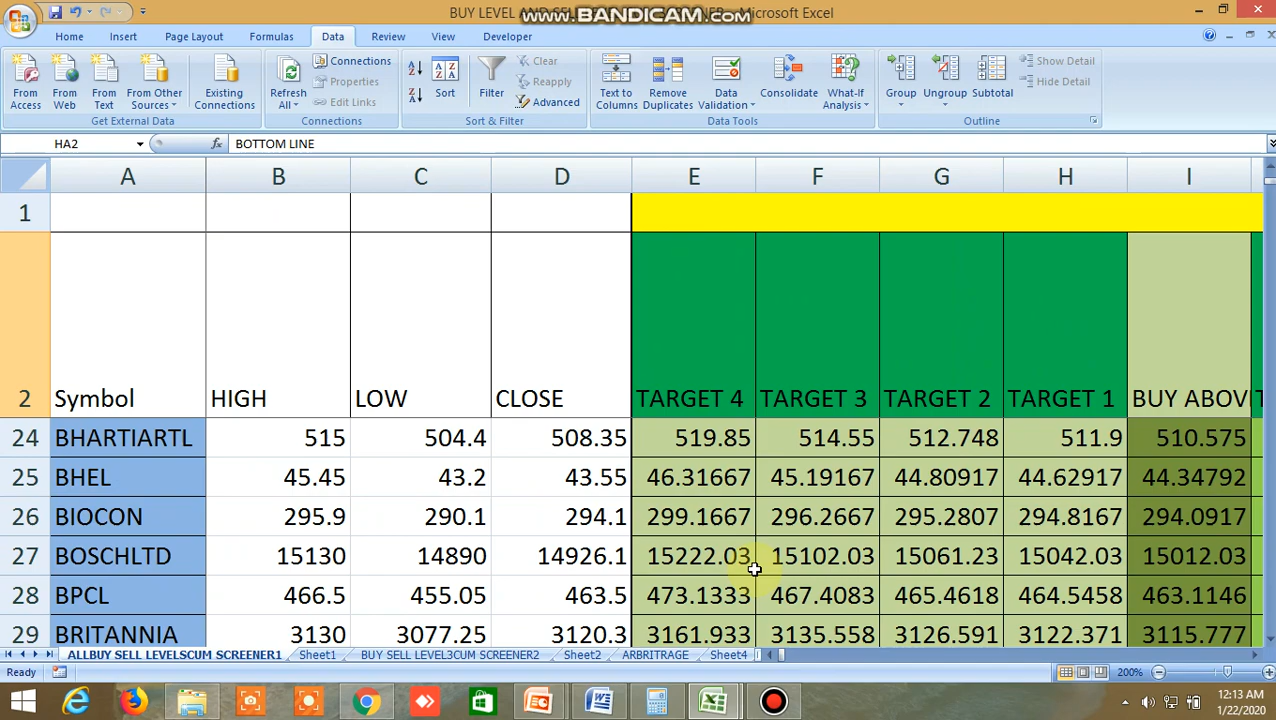 BUY LEVEL AND SEL
www.BANDICAM.com
- Microsoft Excel
Home Insert Page Layout Formulas Data Review View Developer
From Access
From Web
From Text
From Other Sources
Existing Connections
Get External Data
Refresh All
Connections
Properties
Edit Links
Connections
Sort
Filter
Clear
Reapply
Advanced
Sort & Filter
Text to Columns
Remove Duplicates
Data Validation
Consolidate
What-If Analysis
Data Tools
Group
Ungroup
Subtotal
Show Detail
Hide Detail
Outline
HA2 fx BOTTOM LINE
A B C D E F G H I
1
2 Symbol HIGH LOW CLOSE TARGET 4 TARGET 3 TARGET 2 TARGET 1 BUY ABOV T
24 BHARTIARTL 515 504.4 508.35 519.85 514.55 512.748 511.9 510.575
25 BHEL 45.45 43.2 43.55 46.31667 45.19167 44.80917 44.62917 44.34792
26 BIOCON 295.9 290.1 294.1 299.1667 296.2667 295.2807 294.8167 294.0917
27 BOSCHLTD 15130 14890 14926.1 15222.03 15102.03 15061.23 15042.03 15012.03
28 BPCL 466.5 455.05 463.5 473.1333 467.4083 465.4618 464.5458 463.1146
29 BRITANNIA 3130 3077.25 3120.3 3161.933 3135.558 3126.591 3122.371 3115.777
ALLBUY SELL LEVELSCUM SCREENER1 Sheet1 BUY SELL LEVEL3CUM SCREENER2 Sheet2 ARBRITRAGE Sheet4
Ready 200%
12:13 AM
1/22/2020